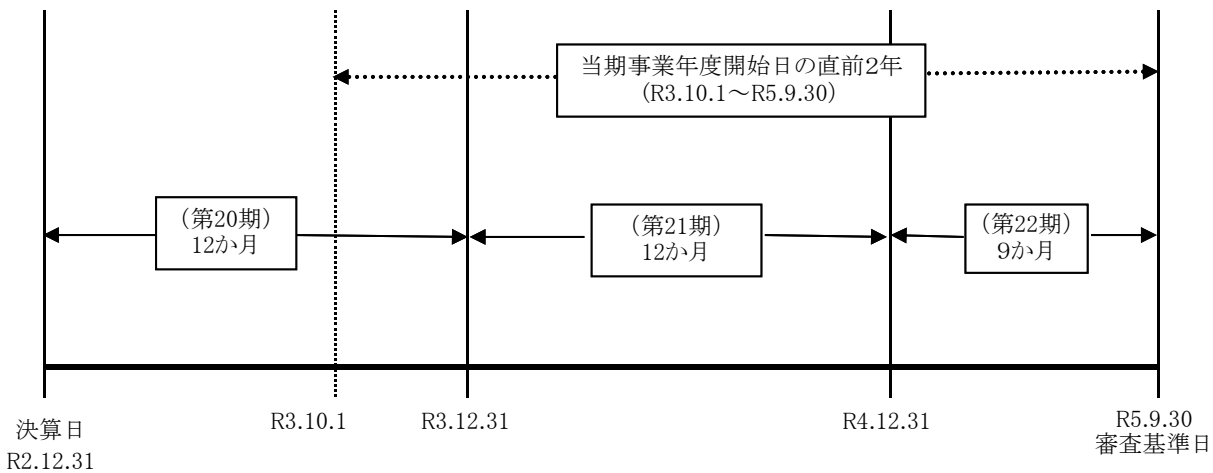 当期事業年度開始日の直前2年
(R3.10.1～R5.9.30)
(第20期)
12か月
(第21期)
12か月
(第22期)
9か月
決算日
R2.12.31
R3.10.1
R3.12.31
R4.12.31
R5.9.30
審査基準日